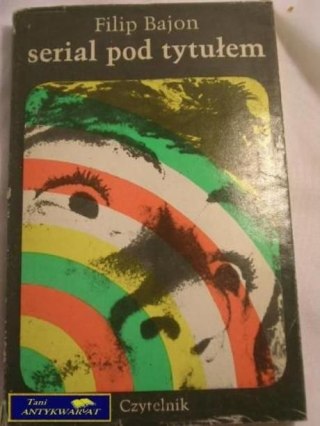 Filip Bajon
serial pod tytułem
Czytelnik
Tani
ANTYKWARIAT